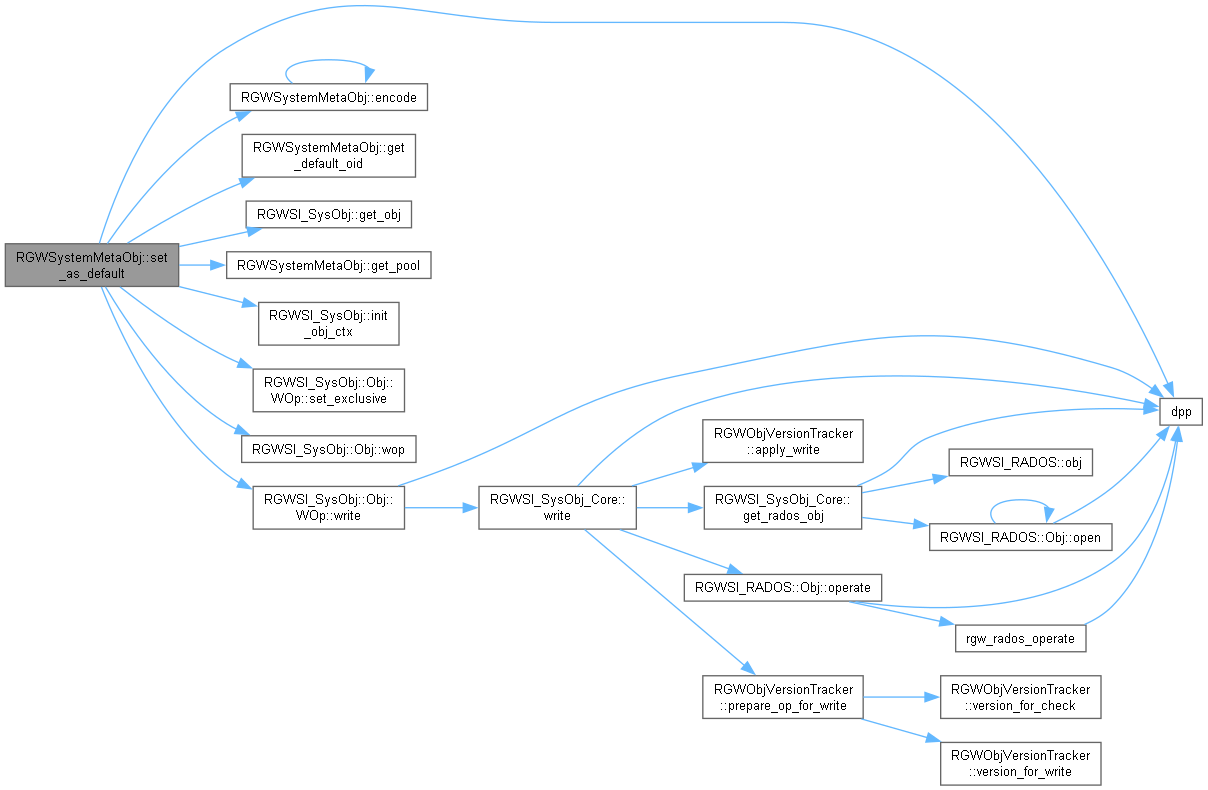 RGWSystemMetaObj::set
_as_default
RGWSystemMetaObj::encode
RGWSystemMetaObj::get
_default_oid
RGWSI_SysObj::get_obj
RGWSystemMetaObj::get_pool
RGWSI_SysObj::init
_obj_ctx
RGWSI_SysObj::Obj::
WOp::set_exclusive
RGWSI_SysObj::Obj::wop
RGWSI_SysObj::Obj::
WOp::write
RGWSI_SysObj_Core::
write
RGWObjVersionTracker
::apply_write
RGWSI_SysObj_Core::
get_rados_obj
RGWSI_RADOS::Obj::operate
RGWObjVersionTracker
::prepare_op_for_write
dpp
RGWSI_RADOS::obj
RGWSI_RADOS::Obj::open
rgw_rados_operate
RGWObjVersionTracker
::version_for_check
RGWObjVersionTracker
::version_for_write